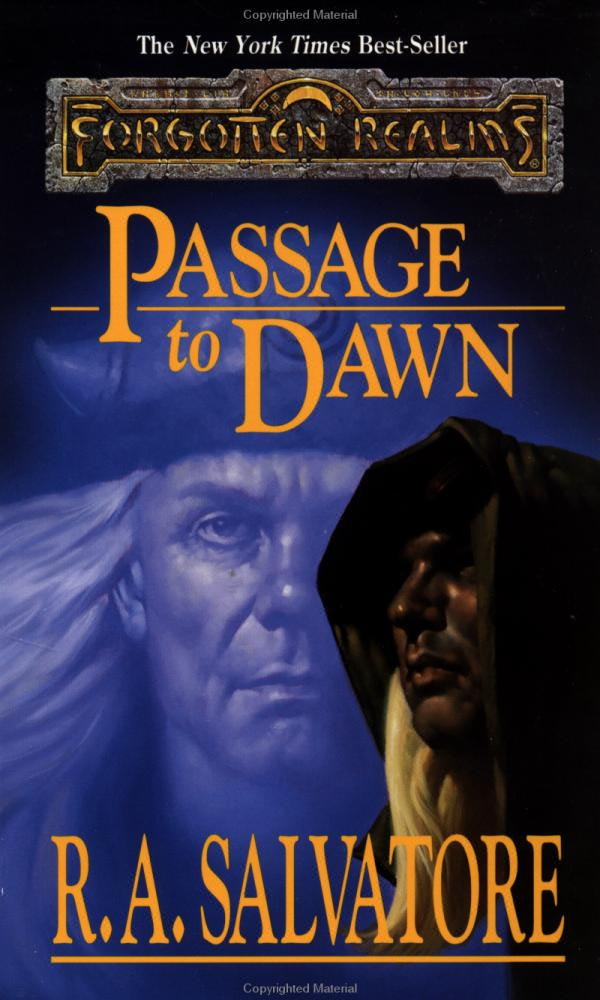 Copyrighted Material
The New York Times Best-Seller
FORGOTTEN REALMS®
PASSAGE
to DAWN
R.A. SALVATORE
Copyrighted Material